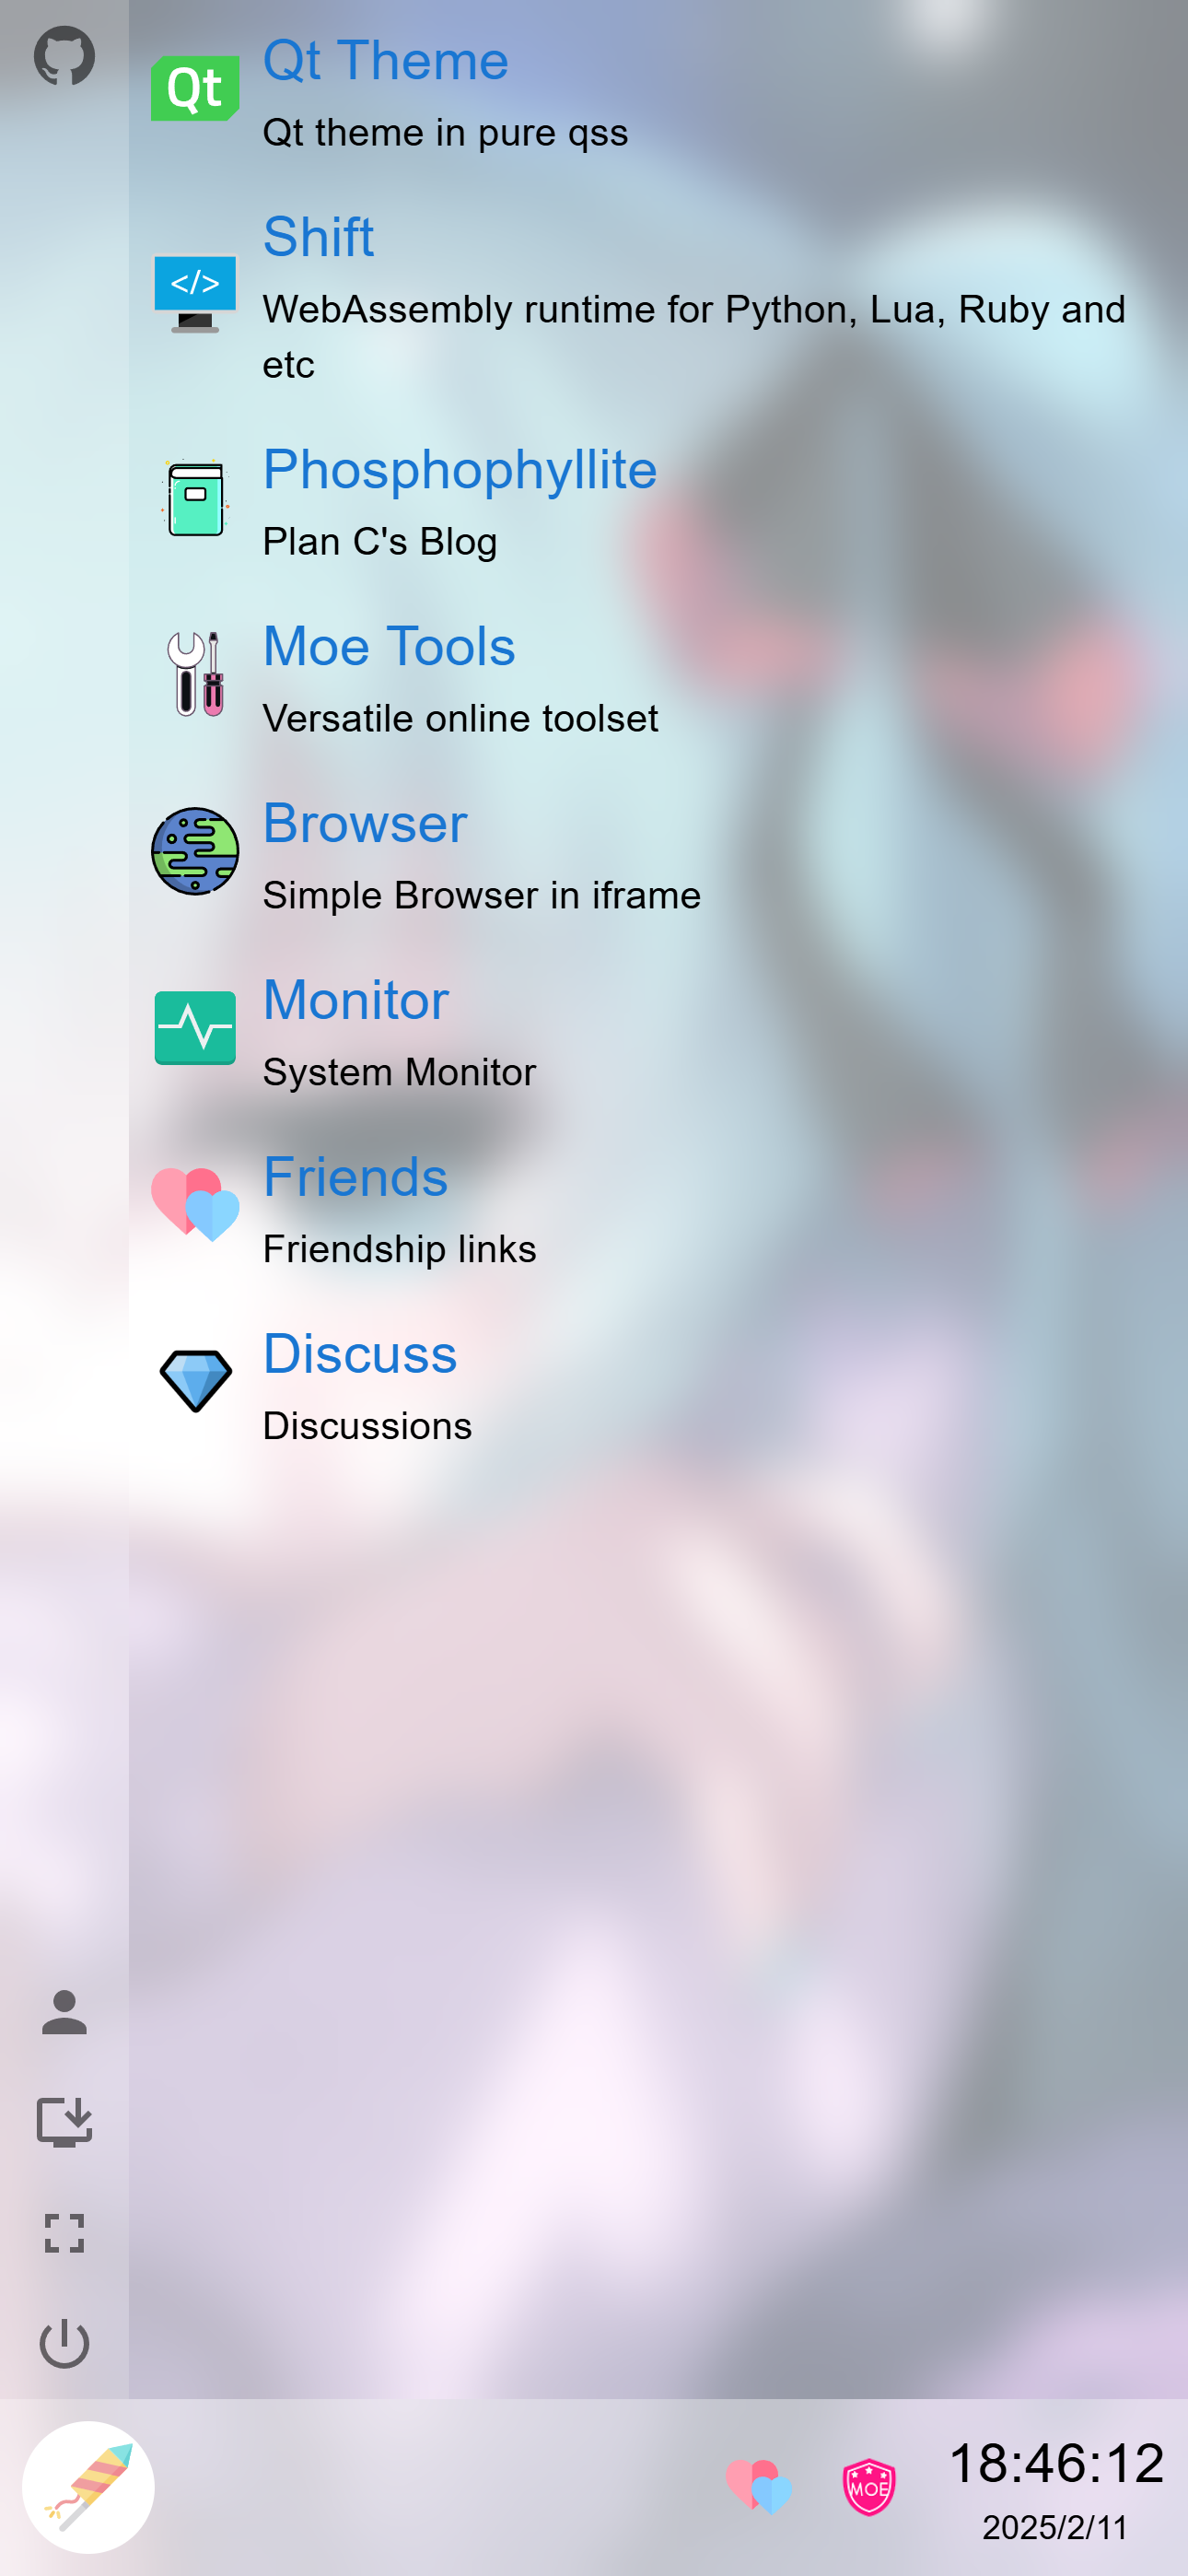 Qt
Qt Theme
Qt theme in pure qss
Shift
</>
WebAssembly runtime for Python, Lua, Ruby and
etc
Phosphophyllite
Plan C's Blog
Moe Tools
Versatile online toolset
Browser
Simple Browser in iframe
Monitor
System Monitor
Friends
Friendship links
Discuss
Discussions
MOE
18:46:12
2025/2/11